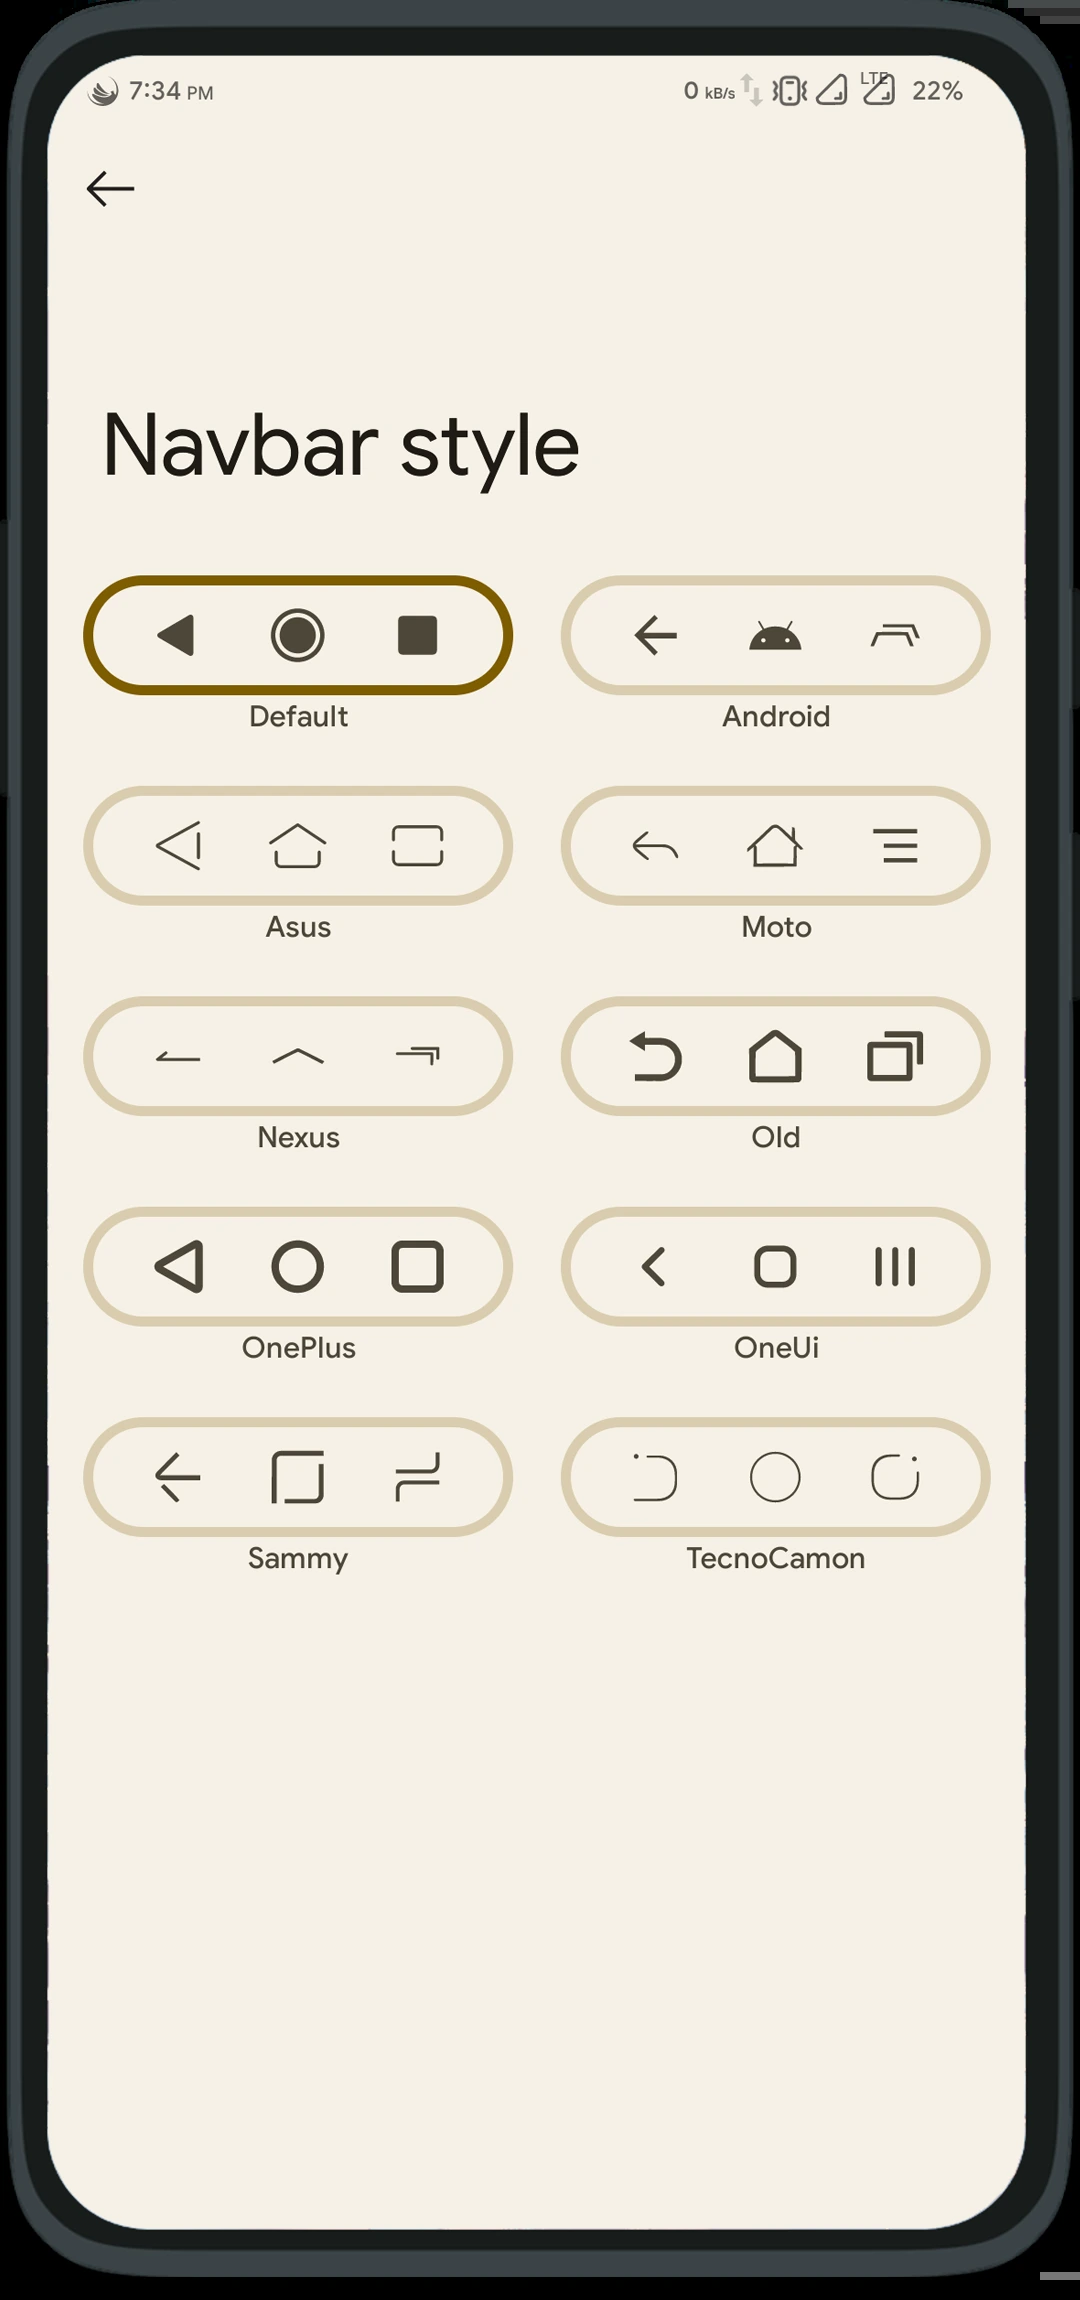 7:34 PM 0 kB/s LTE 22%
Navbar style
Default Android
Asus Moto
Nexus Old
OnePlus OneUi
Sammy TecnoCamon